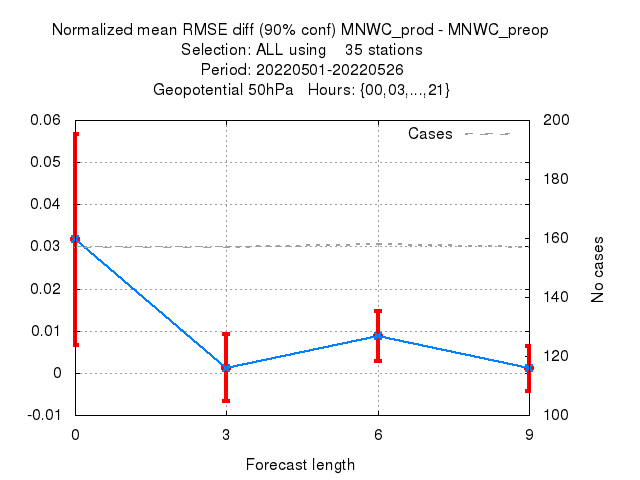 Normalized mean RMSE diff (90% conf) MNWC_prod - MNWC_preop
Selection: ALL using    35 stations
Period: 20220501-20220526
Geopotential 50hPa   Hours: {00,03,...,21}
Cases
0.06
0.05
0.04
0.03
0.02
0.01
0
-0.01
200
180
160
140
120
100
No cases
0
3
6
9
Forecast length